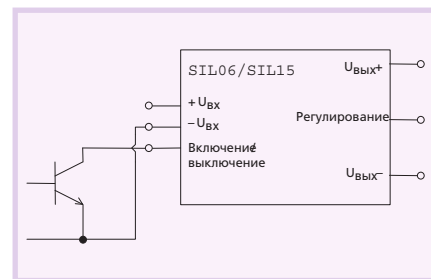 SIL06/SIL15
Uвых+
+Uвх
−Uвх
Регулирование
Включение/
выключение
Uвых−